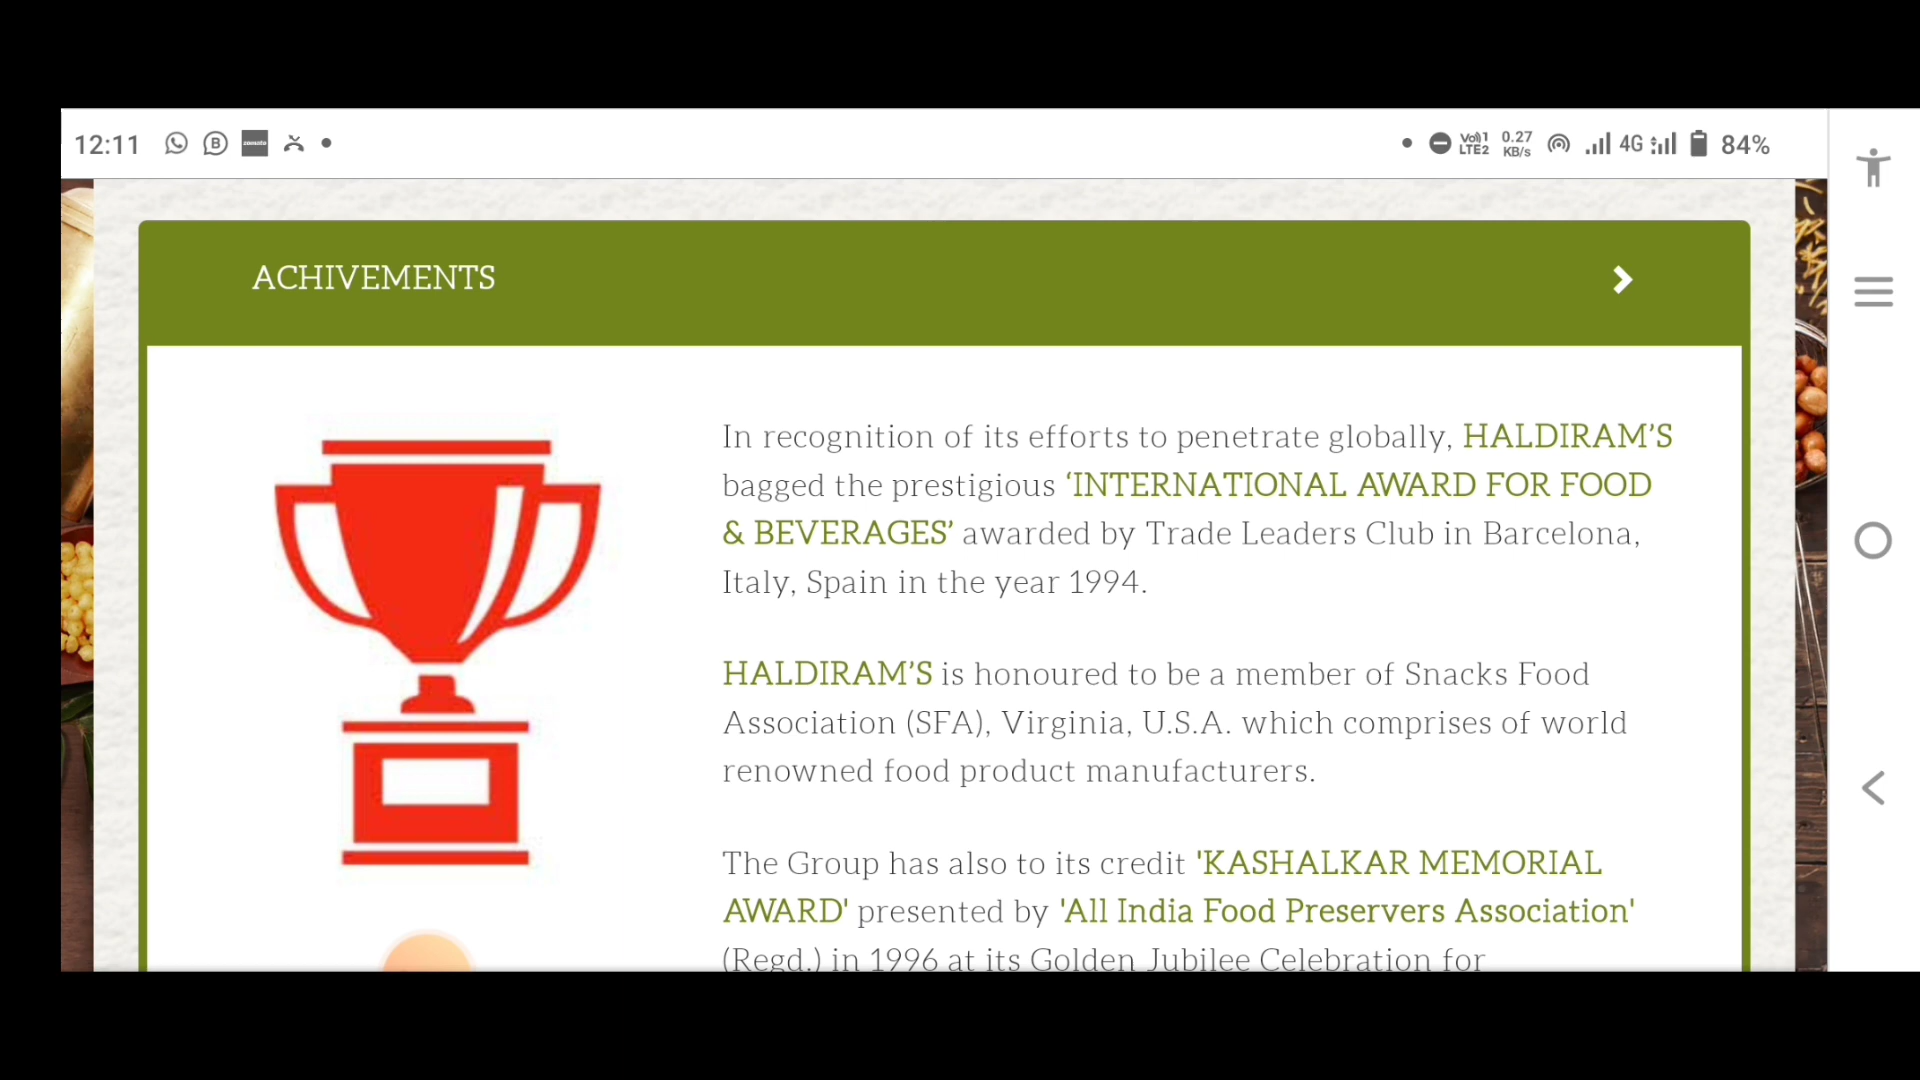 12:11
zomato
Vo))1
LTE2
0.27
KB/s
4G
84%
ACHIVEMENTS
In recognition of its efforts to penetrate globally, HALDIRAM’S
bagged the prestigious ‘INTERNATIONAL AWARD FOR FOOD
& BEVERAGES’ awarded by Trade Leaders Club in Barcelona,
Italy, Spain in the year 1994.
HALDIRAM’S is honoured to be a member of Snacks Food
Association (SFA), Virginia, U.S.A. which comprises of world
renowned food product manufacturers.
The Group has also to its credit 'KASHALKAR MEMORIAL
AWARD' presented by 'All India Food Preservers Association'
(Regd.) in 1996 at its Golden Jubilee Celebration for